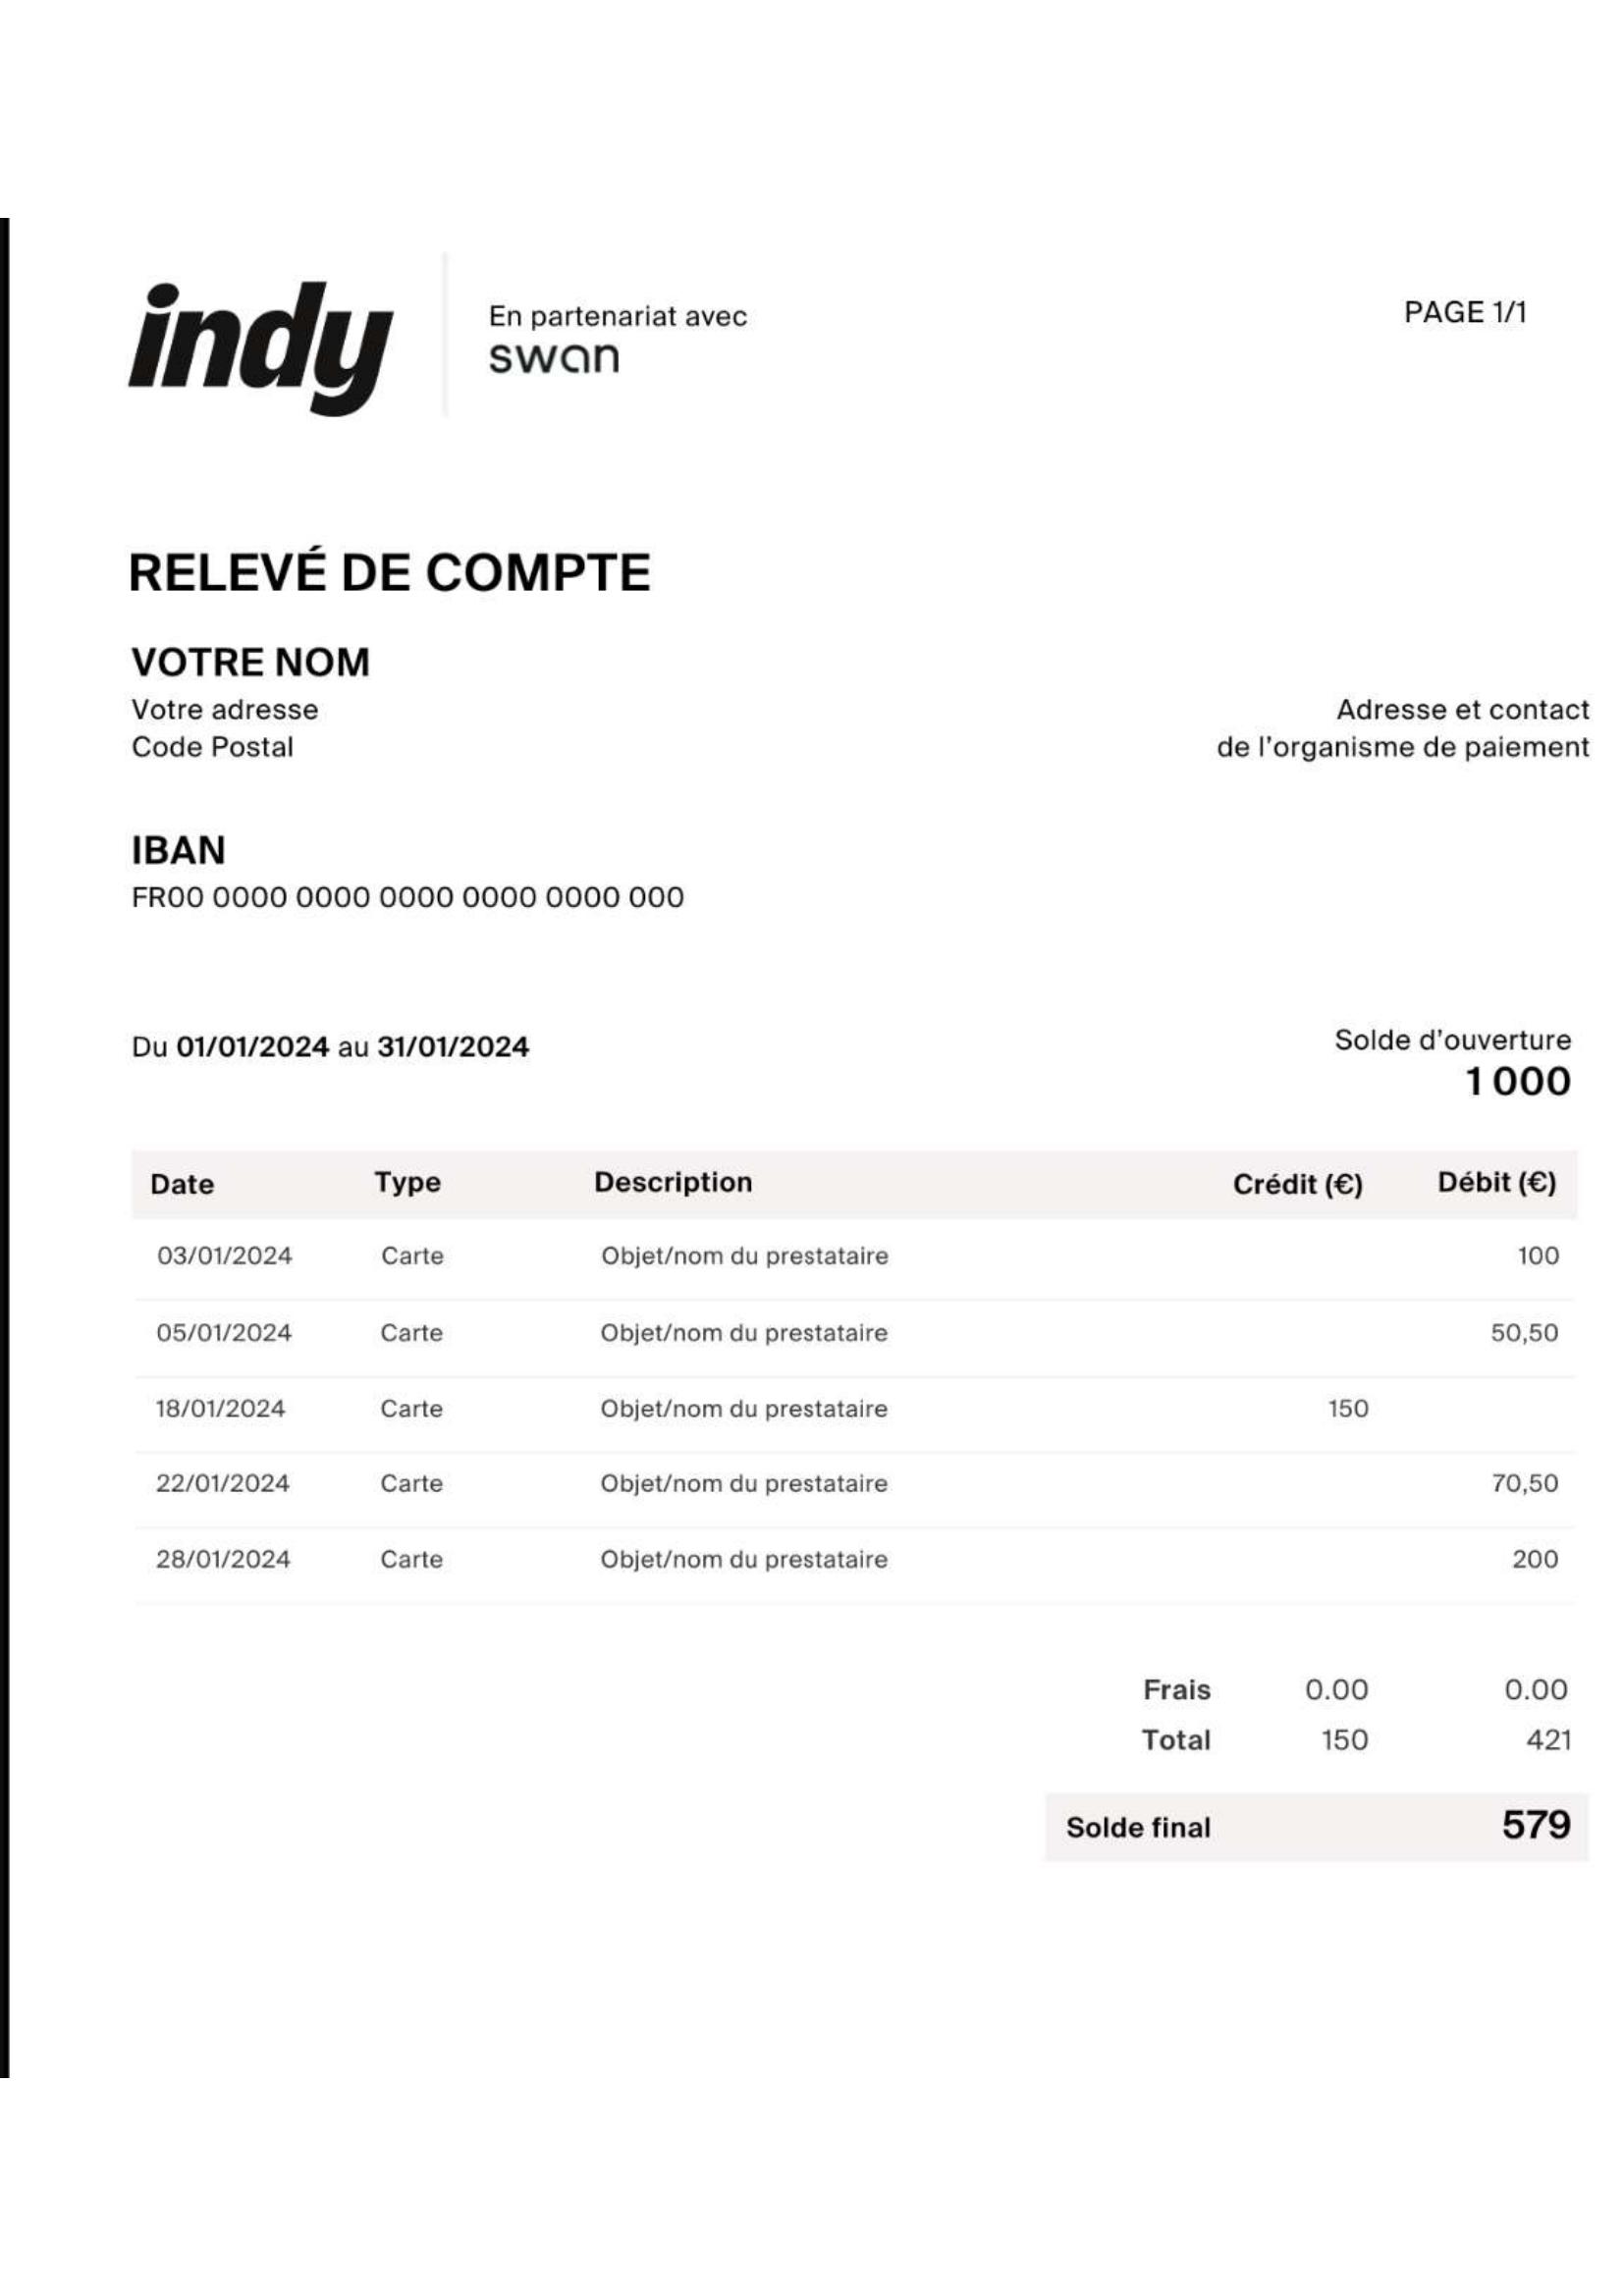 indy
En partenariat avec
swan
PAGE 1/1
RELEVÉ DE COMPTE
VOTRE NOM
Votre adresse
Code Postal
Adresse et contact
de l'organisme de paiement
IBAN
FR00 0000 0000 0000 0000 0000 000
Du 01/01/2024 au 31/01/2024
Solde d'ouverture
1 000
Date Type Description Crédit (€) Débit (€)
03/01/2024 Carte Objet/nom du prestataire 100
05/01/2024 Carte Objet/nom du prestataire 50,50
18/01/2024 Carte Objet/nom du prestataire 150
22/01/2024 Carte Objet/nom du prestataire 70,50
28/01/2024 Carte Objet/nom du prestataire 200
Frais 0.00 0.00
Total 150 421
Solde final 579